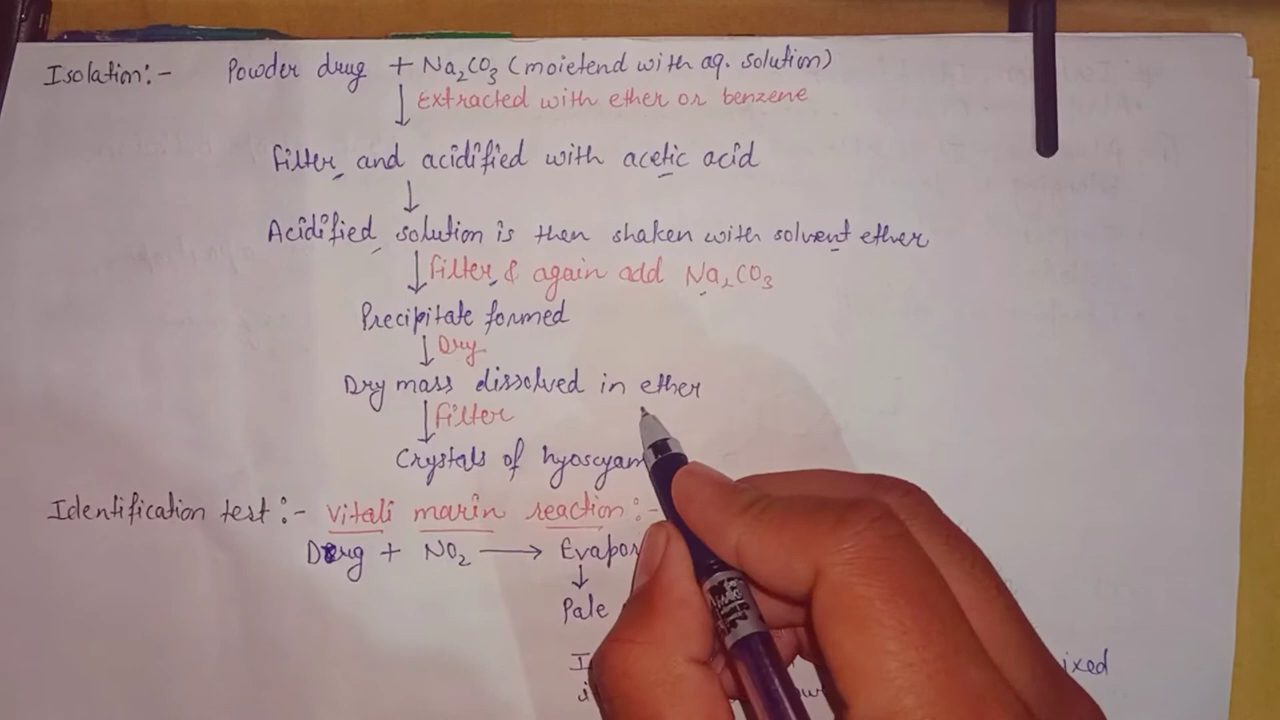 Isolation:- Powder drug + Na2CO3 (moietend with aq. solution)
↓ Extracted with ether or benzene
Filter and acidified with acetic acid
↓
Acidified solution is then shaken with solvent ether
↓ Filter & again add Na2CO3
Precipitate formed
↓ Dry
Dry mass dissolved in ether
↓ Filter
Crystals of hyoscyam
Identification test:- Vitali marin reaction:-
Drug + NO2 → Evapor
↓
Pale
ixed